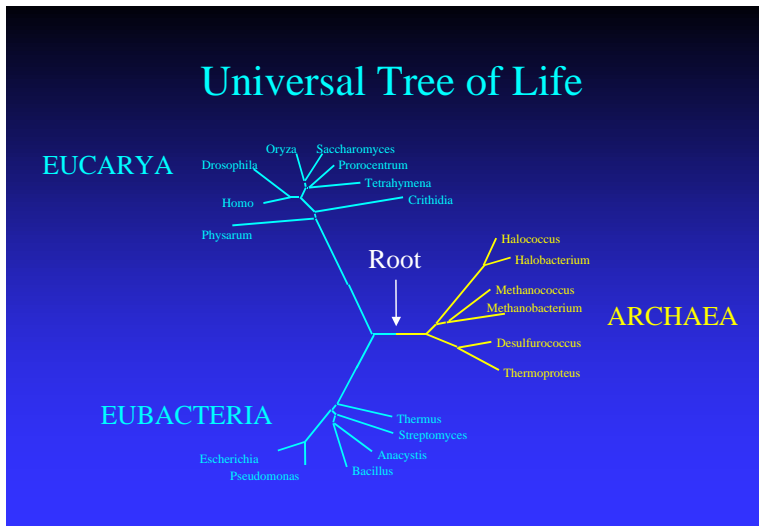 Universal Tree of Life
EUCARYA
Oryza
Saccharomyces
Drosophila
Prorocentrum
Tetrahymena
Homo
Crithidia
Physarum
Root
Halococcus
Halobacterium
Methanococcus
Methanobacterium
ARCHAEA
Desulfurococcus
Thermoproteus
EUBACTERIA
Thermus
Streptomyces
Anacystis
Bacillus
Escherichia
Pseudomonas